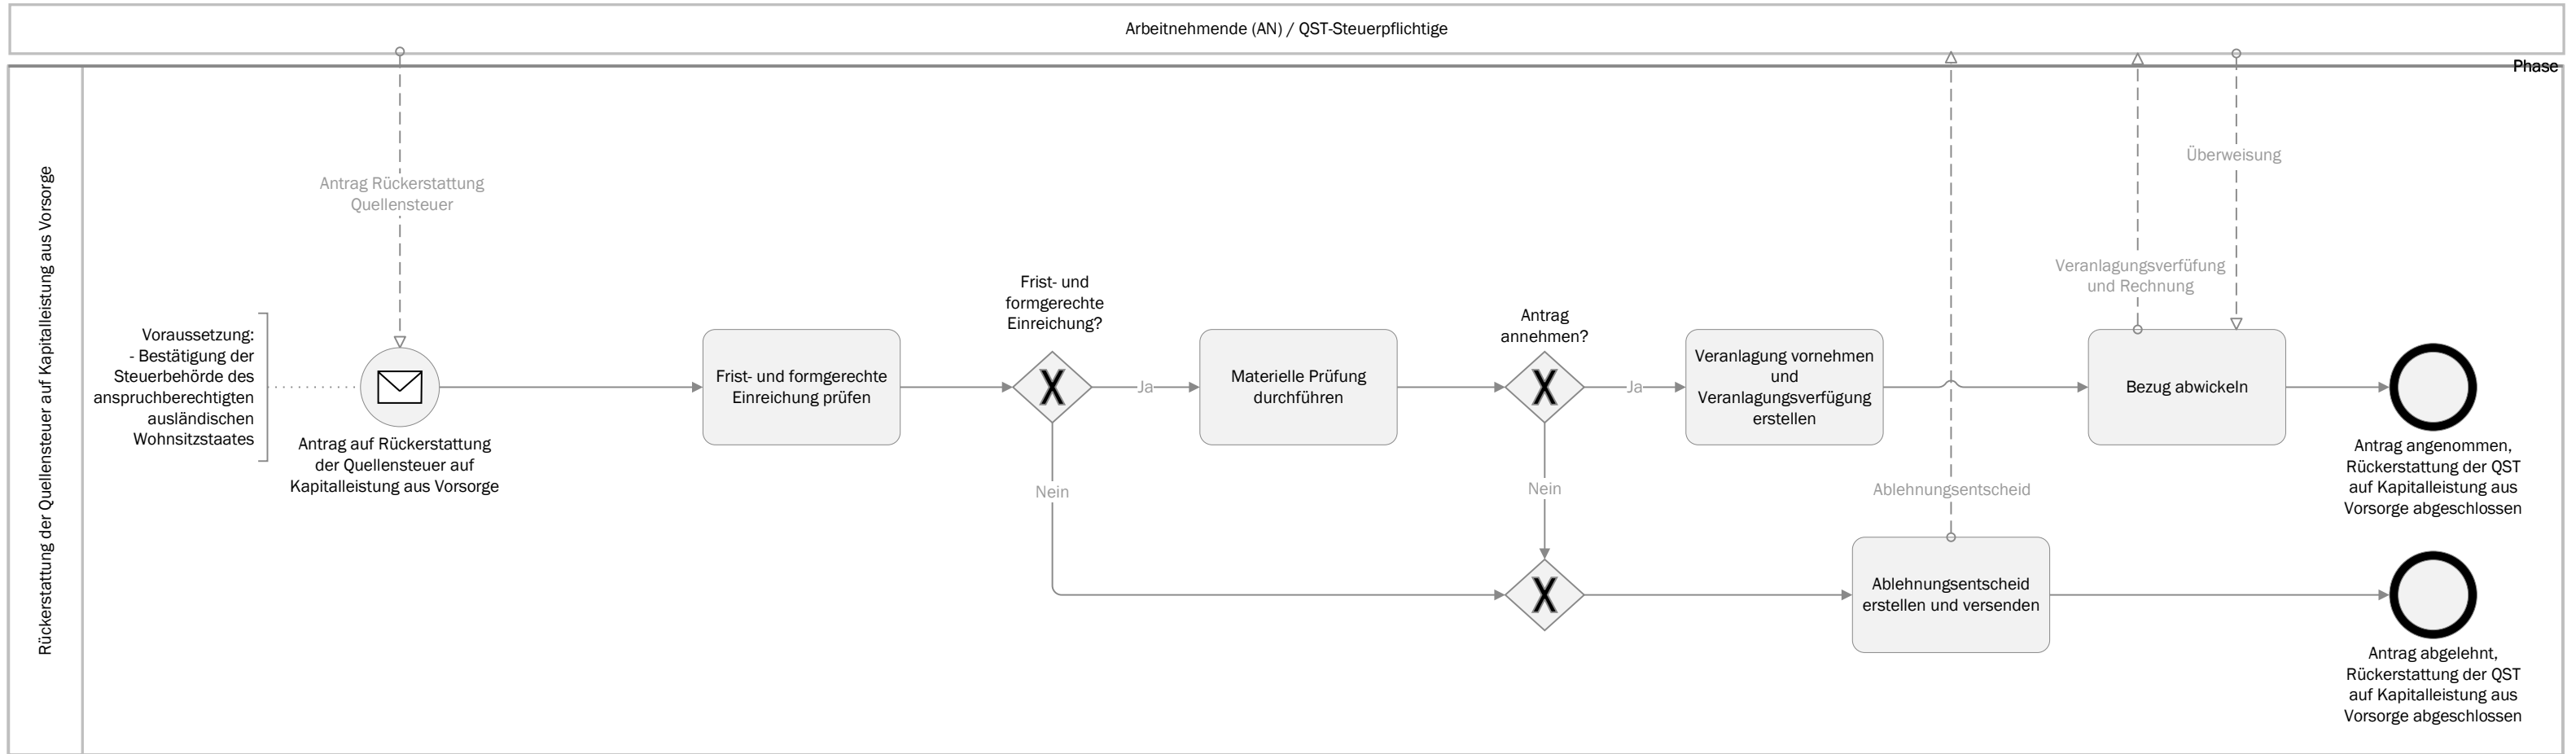 Arbeitnehmende (AN) / QST-Steuerpflichtige
Phase
Rückerstattung der Quellensteuer auf Kapitalleistung aus Vorsorge
Antrag Rückerstattung
Quellensteuer
Voraussetzung:
- Bestätigung der
Steuerbehörde des
anspruchberechtigten
ausländischen
Wohnsitzstaates
Antrag auf Rückerstattung
der Quellensteuer auf
Kapitalleistung aus Vorsorge
Frist- und formgerechte
Einreichung prüfen
Frist- und
formgerechte
Einreichung?
Ja
Nein
Materielle Prüfung
durchführen
Antrag
annehmen?
Ja
Nein
Veranlagung vornehmen
und
Veranlagungsverfügung
erstellen
Ablehnungsentscheid
Ablehnungsentscheid
erstellen und versenden
Veranlagungsverfüfung
und Rechnung
Überweisung
Bezug abwickeln
Antrag angenommen,
Rückerstattung der QST
auf Kapitalleistung aus
Vorsorge abgeschlossen
Antrag abgelehnt,
Rückerstattung der QST
auf Kapitalleistung aus
Vorsorge abgeschlossen